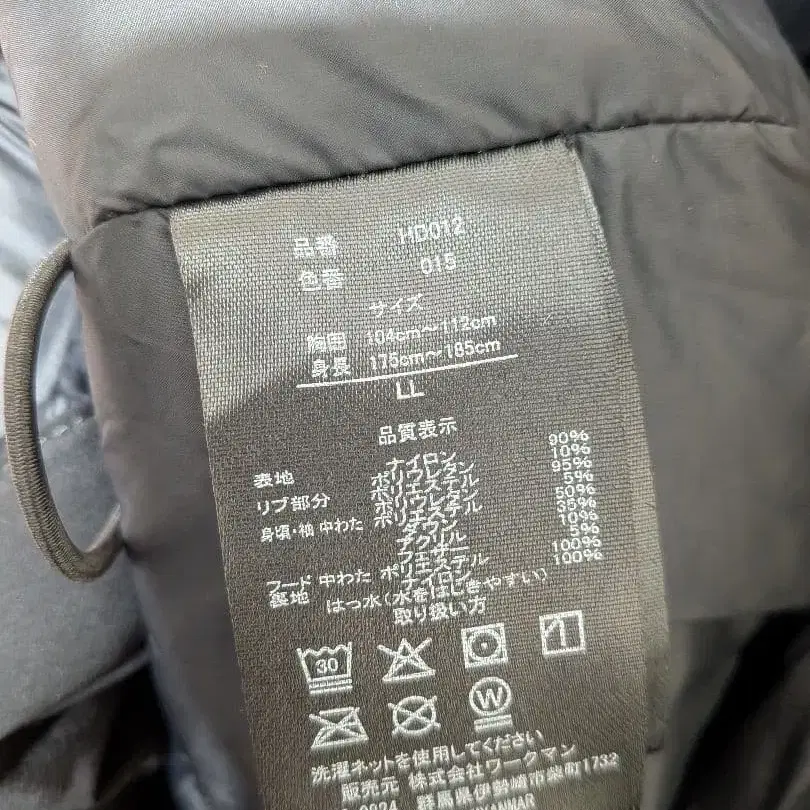 品番 HD012
色番 015
サイズ
胸囲 104cm～112cm
身長 175cm～185cm
LL
品質表示
表地 ナイロン 90%
ポリウレタン 10%
リブ部分 ポリエステル 95%
ポリウレタン 5%
身頃・袖 中わた ポリエステル 50%
ダウン 35%
アクリル 10%
フェザー 5%
フード 中わた ポリエステル 100%
裏地 ナイロン 100%
はっ水(水をはじきやすい)
取り扱い方
30
W
洗濯ネットを使用してください
販売元 株式会社ワークマン
群馬県伊勢崎市柴町1732